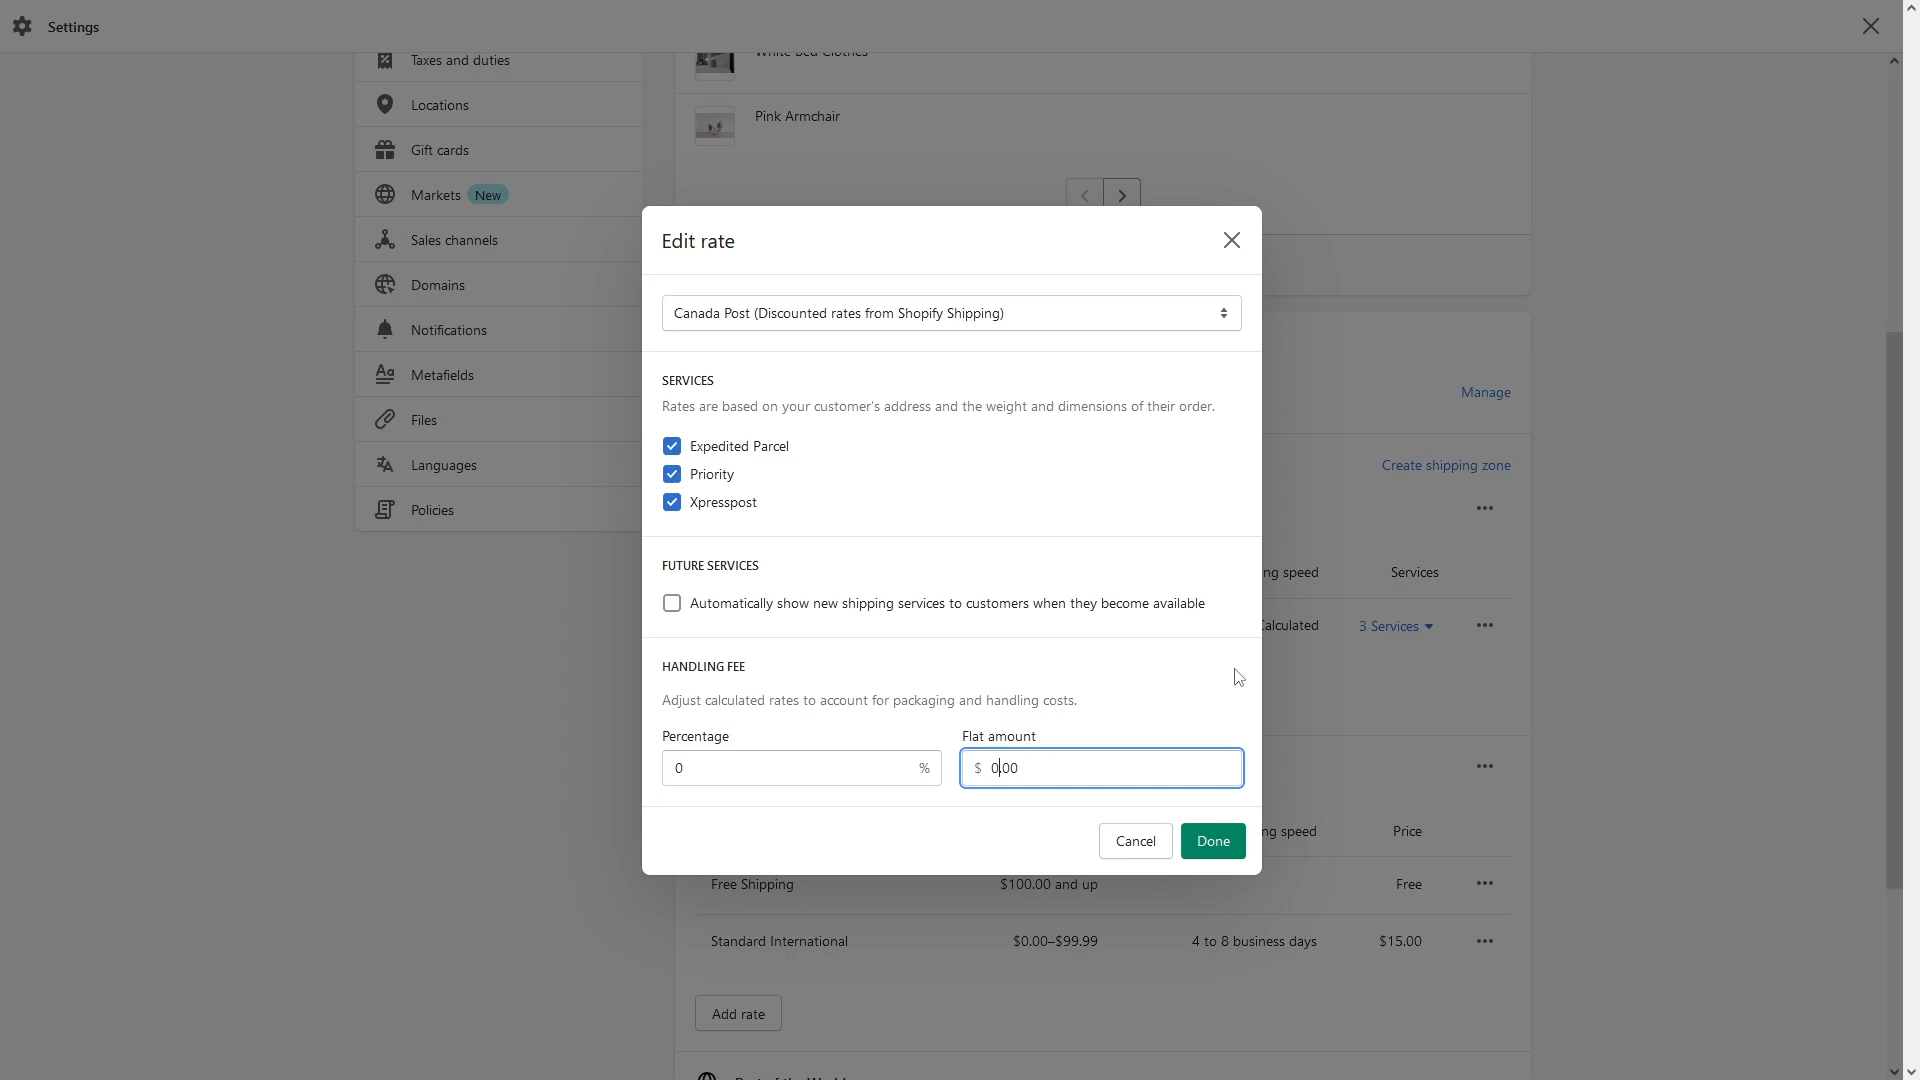 Settings
Taxes and duties
Locations
Gift cards
Markets New
Sales channels
Domains
Notifications
Metafields
Files
Languages
Policies
White Bed Clothes
Pink Armchair
Edit rate
Canada Post (Discounted rates from Shopify Shipping)
SERVICES
Rates are based on your customer's address and the weight and dimensions of their order.
Expedited Parcel
Priority
Xpresspost
FUTURE SERVICES
Automatically show new shipping services to customers when they become available
HANDLING FEE
Adjust calculated rates to account for packaging and handling costs.
Percentage Flat amount
0 % $ 0.00
Cancel Done
Manage
Create shipping zone
ng speed Services
Calculated 3 Services
ng speed Price
Free Shipping $100.00 and up Free
Standard International $0.00–$99.99 4 to 8 business days $15.00
Add rate